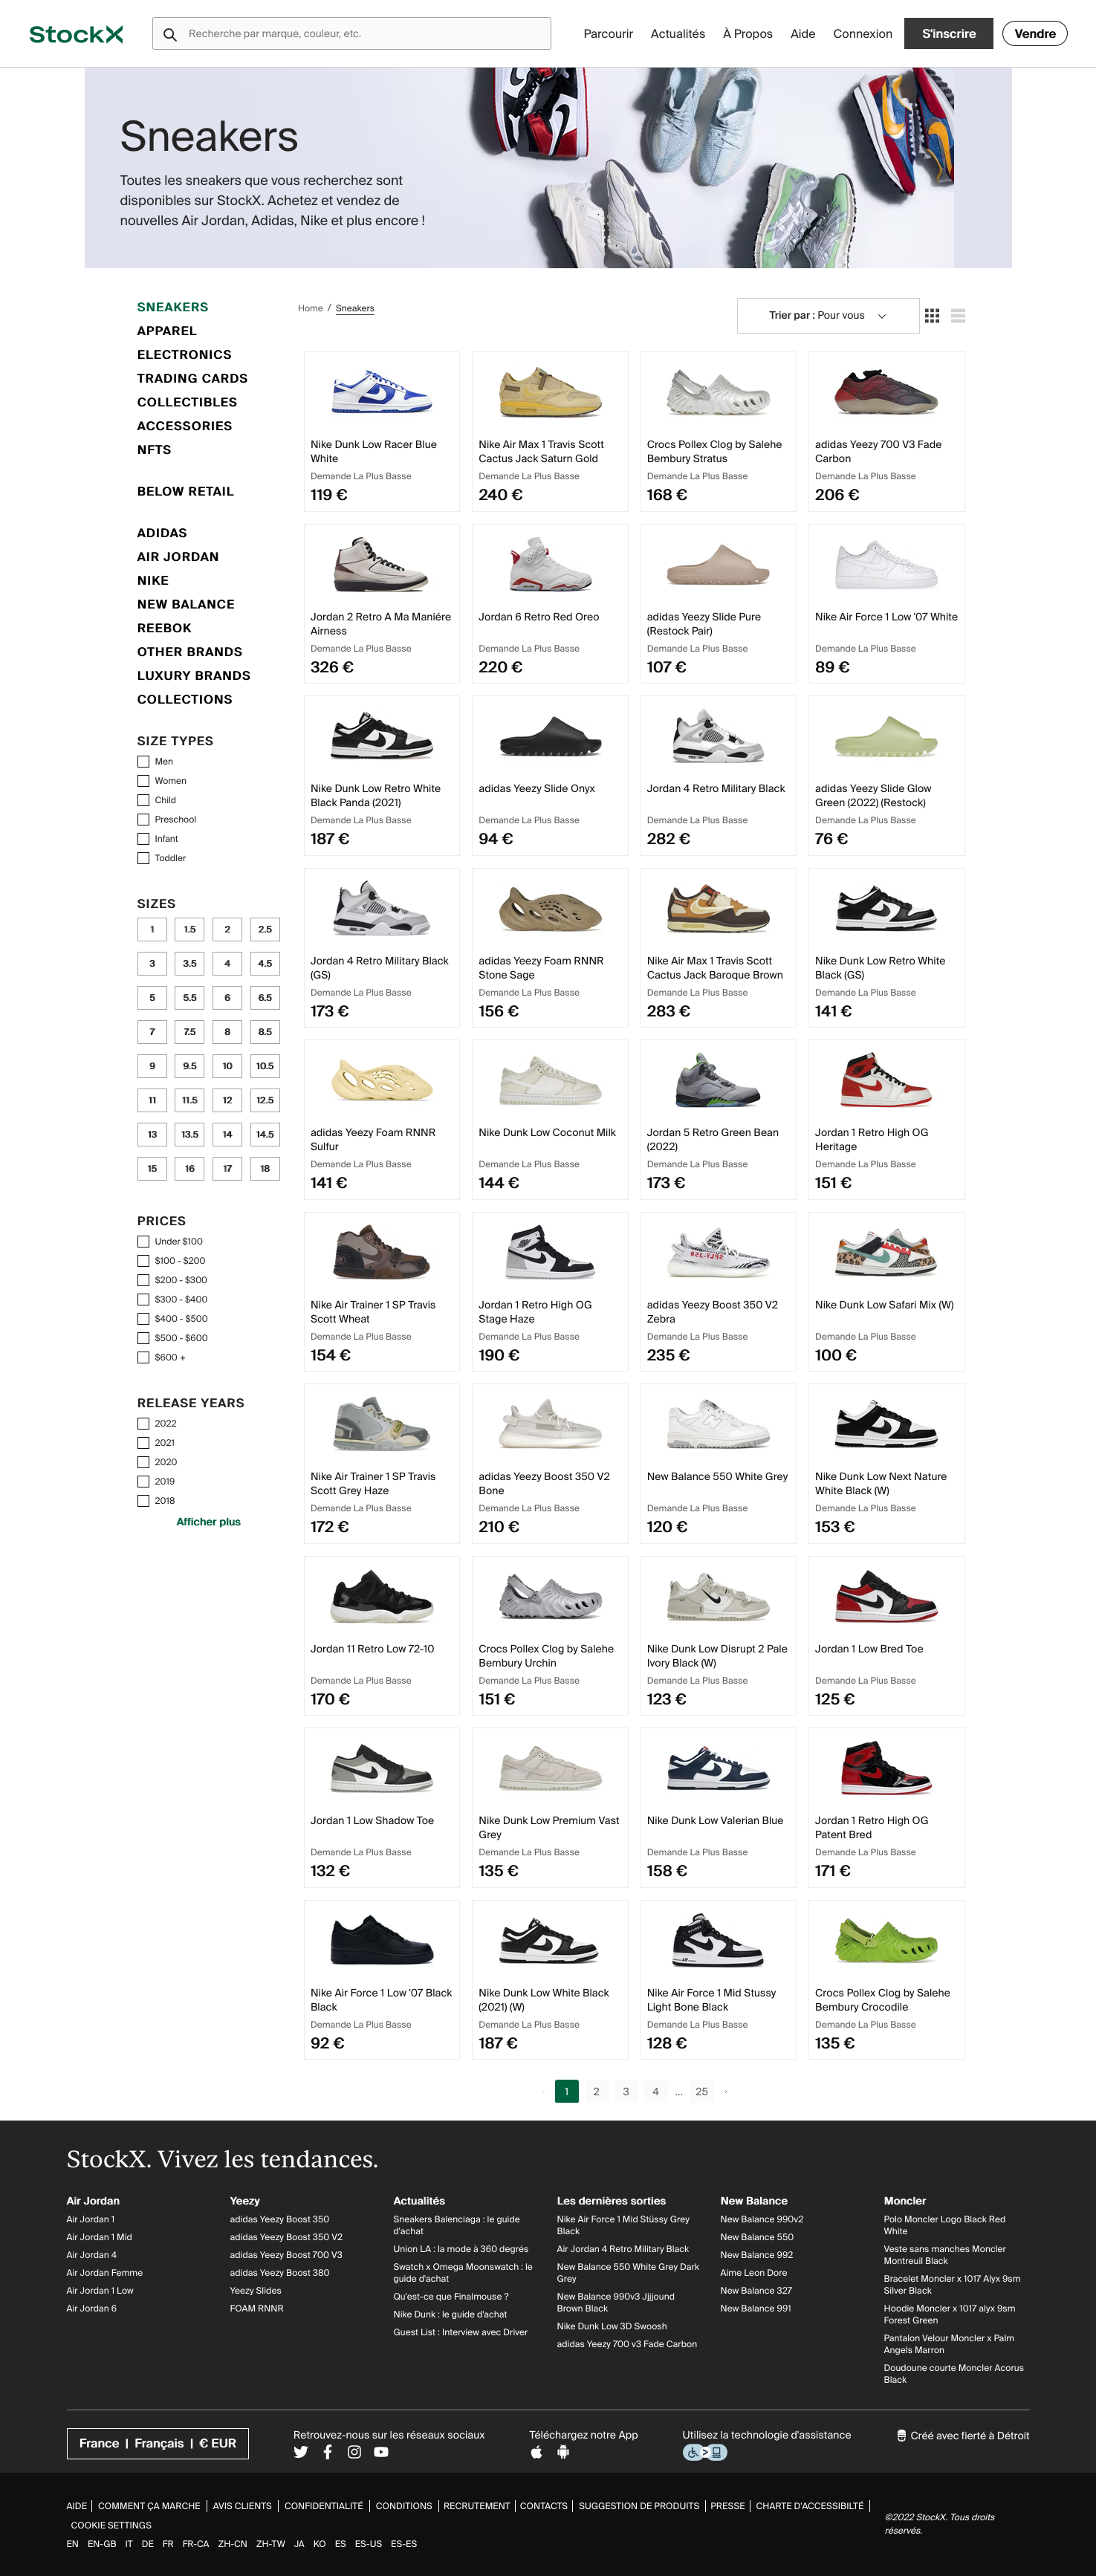 StockX
Recherche par marque, couleur, etc.
Parcourir
Actualités
À Propos
Aide
Connexion
S'inscrire
Vendre
Sneakers
Toutes les sneakers que vous recherchez sont
disponibles sur StockX. Achetez et vendez de
nouvelles Air Jordan, Adidas, Nike et plus encore !
SNEAKERS
APPAREL
ELECTRONICS
TRADING CARDS
COLLECTIBLES
ACCESSORIES
NFTS
BELOW RETAIL
ADIDAS
AIR JORDAN
NIKE
NEW BALANCE
REEBOK
OTHER BRANDS
LUXURY BRANDS
COLLECTIONS
SIZE TYPES
Men
Women
Child
Preschool
Infant
Toddler
SIZES
1 1.5 2 2.5
3 3.5 4 4.5
5 5.5 6 6.5
7 7.5 8 8.5
9 9.5 10 10.5
11 11.5 12 12.5
13 13.5 14 14.5
15 16 17 18
PRICES
Under $100
$100 - $200
$200 - $300
$300 - $400
$400 - $500
$500 - $600
$600 +
RELEASE YEARS
2022
2021
2020
2019
2018
Afficher plus
Home / Sneakers
Trier par : Pour vous
Nike Dunk Low Racer Blue
White
Demande La Plus Basse
119 €
Nike Air Max 1 Travis Scott
Cactus Jack Saturn Gold
Demande La Plus Basse
240 €
Crocs Pollex Clog by Salehe
Bembury Stratus
Demande La Plus Basse
168 €
adidas Yeezy 700 V3 Fade
Carbon
Demande La Plus Basse
206 €
Jordan 2 Retro A Ma Maniére
Airness
Demande La Plus Basse
326 €
Jordan 6 Retro Red Oreo
Demande La Plus Basse
220 €
adidas Yeezy Slide Pure
(Restock Pair)
Demande La Plus Basse
107 €
Nike Air Force 1 Low '07 White
Demande La Plus Basse
89 €
Nike Dunk Low Retro White
Black Panda (2021)
Demande La Plus Basse
187 €
adidas Yeezy Slide Onyx
Demande La Plus Basse
94 €
Jordan 4 Retro Military Black
Demande La Plus Basse
282 €
adidas Yeezy Slide Glow
Green (2022) (Restock)
Demande La Plus Basse
76 €
Jordan 4 Retro Military Black
(GS)
Demande La Plus Basse
173 €
adidas Yeezy Foam RNNR
Stone Sage
Demande La Plus Basse
156 €
Nike Air Max 1 Travis Scott
Cactus Jack Baroque Brown
Demande La Plus Basse
283 €
Nike Dunk Low Retro White
Black (GS)
Demande La Plus Basse
141 €
adidas Yeezy Foam RNNR
Sulfur
Demande La Plus Basse
141 €
Nike Dunk Low Coconut Milk
Demande La Plus Basse
144 €
Jordan 5 Retro Green Bean
(2022)
Demande La Plus Basse
173 €
Jordan 1 Retro High OG
Heritage
Demande La Plus Basse
151 €
Nike Air Trainer 1 SP Travis
Scott Wheat
Demande La Plus Basse
154 €
Jordan 1 Retro High OG
Stage Haze
Demande La Plus Basse
190 €
adidas Yeezy Boost 350 V2
Zebra
Demande La Plus Basse
235 €
Nike Dunk Low Safari Mix (W)
Demande La Plus Basse
100 €
Nike Air Trainer 1 SP Travis
Scott Grey Haze
Demande La Plus Basse
172 €
adidas Yeezy Boost 350 V2
Bone
Demande La Plus Basse
210 €
New Balance 550 White Grey
Demande La Plus Basse
120 €
Nike Dunk Low Next Nature
White Black (W)
Demande La Plus Basse
153 €
Jordan 11 Retro Low 72-10
Demande La Plus Basse
170 €
Crocs Pollex Clog by Salehe
Bembury Urchin
Demande La Plus Basse
151 €
Nike Dunk Low Disrupt 2 Pale
Ivory Black (W)
Demande La Plus Basse
123 €
Jordan 1 Low Bred Toe
Demande La Plus Basse
125 €
Jordan 1 Low Shadow Toe
Demande La Plus Basse
132 €
Nike Dunk Low Premium Vast
Grey
Demande La Plus Basse
135 €
Nike Dunk Low Valerian Blue
Demande La Plus Basse
158 €
Jordan 1 Retro High OG
Patent Bred
Demande La Plus Basse
171 €
Nike Air Force 1 Low '07 Black
Black
Demande La Plus Basse
92 €
Nike Dunk Low White Black
(2021) (W)
Demande La Plus Basse
187 €
Nike Air Force 1 Mid Stussy
Light Bone Black
Demande La Plus Basse
128 €
Crocs Pollex Clog by Salehe
Bembury Crocodile
Demande La Plus Basse
135 €
1 2 3 4 ... 25
StockX. Vivez les tendances.
Air Jordan
Air Jordan 1
Air Jordan 1 Mid
Air Jordan 4
Air Jordan Femme
Air Jordan 1 Low
Air Jordan 6
Yeezy
adidas Yeezy Boost 350
adidas Yeezy Boost 350 V2
adidas Yeezy Boost 700 V3
adidas Yeezy Boost 380
Yeezy Slides
FOAM RNNR
Actualités
Sneakers Balenciaga : le guide
d'achat
Union LA : la mode à 360 degrés
Swatch x Omega Moonswatch : le
guide d'achat
Qu'est-ce que Finalmouse ?
Nike Dunk : le guide d'achat
Guest List : Interview avec Driver
Les dernières sorties
Nike Air Force 1 Mid Stüssy Grey
Black
Air Jordan 4 Retro Military Black
New Balance 550 White Grey Dark
Grey
New Balance 990v3 Jjjjound
Brown Black
Nike Dunk Low 3D Swoosh
adidas Yeezy 700 v3 Fade Carbon
New Balance
New Balance 990v2
New Balance 550
New Balance 992
Aime Leon Dore
New Balance 327
New Balance 991
Moncler
Polo Moncler Logo Black Red
White
Veste sans manches Moncler
Montreuil Black
Bracelet Moncler x 1017 Alyx 9sm
Silver Black
Hoodie Moncler x 1017 alyx 9sm
Forest Green
Pantalon Velour Moncler x Palm
Angels Marron
Doudoune courte Moncler Acorus
Black
France | Français | € EUR
Retrouvez-nous sur les réseaux sociaux
Téléchargez notre App
Utilisez la technologie d'assistance
Créé avec fierté à Détroit
AIDE | COMMENT ÇA MARCHE | AVIS CLIENTS | CONFIDENTIALITÉ | CONDITIONS | RECRUTEMENT | CONTACTS | SUGGESTION DE PRODUITS | PRESSE | CHARTE D'ACCESSIBILTÉ |
COOKIE SETTINGS
EN EN-GB IT DE FR FR-CA ZH-CN ZH-TW JA KO ES ES-US ES-ES
©2022 StockX. Tous droits
réservés.